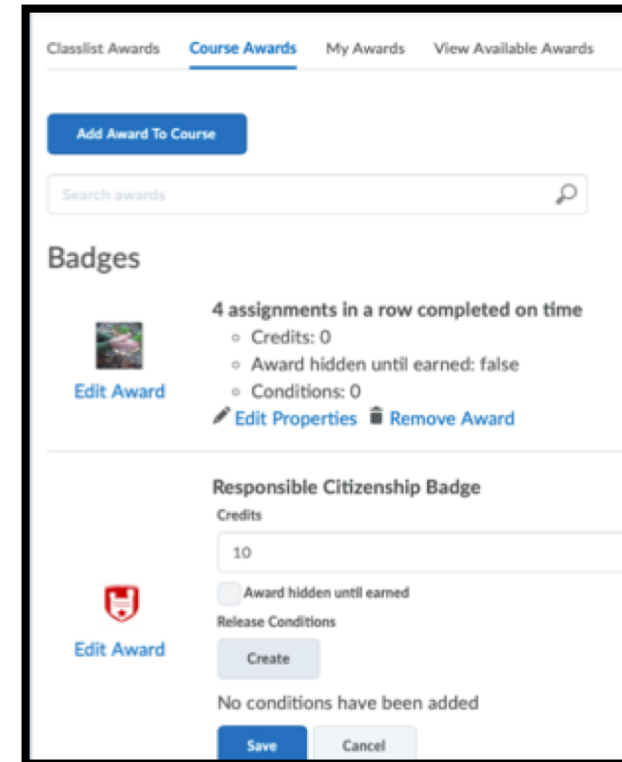 Classlist Awards Course Awards My Awards View Available Awards
Add Award To Course
Search awards
Badges
4 assignments in a row completed on time
Credits: 0
Award hidden until earned: false
Conditions: 0
Edit Award
Edit Properties Remove Award
Responsible Citizenship Badge
Credits
10
Award hidden until earned
Release Conditions
Edit Award
Create
No conditions have been added
Save Cancel